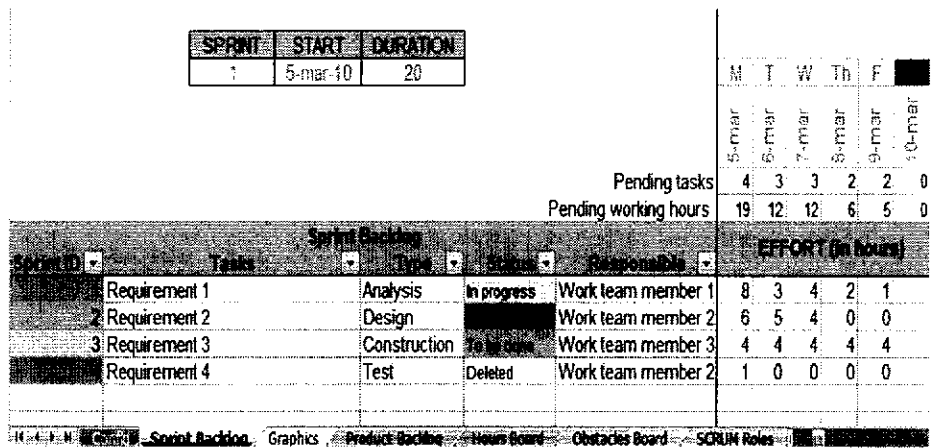 SPRINT START DURATION
1 5-mar-10 20
M T W Th F
5-mar 6-mar 7-mar 8-mar 9-mar 10-mar
Pending tasks 4 3 3 2 2 0
Pending working hours 19 12 12 6 5 0
Sprint Backlog
Sprint ID Tasks Type Status Responsible EFFORT (in hours)
Requirement 1 Analysis In progress Work team member 1 8 3 4 2 1
2 Requirement 2 Design Work team member 2 6 5 4 0 0
3 Requirement 3 Construction To be done Work team member 3 4 4 4 4 4
Requirement 4 Test Deleted Work team member 2 1 0 0 0 0
Sprint Backlog Graphics Product Backlog Hours Board Obstacles Board SCRUM Roles